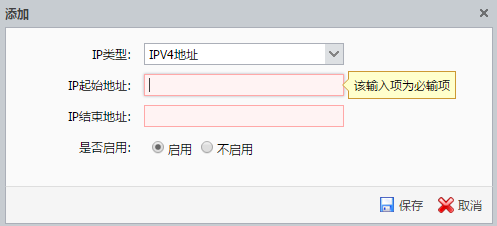 添加
IP类型: IPV4地址
IP起始地址: 该输入项为必输项
IP结束地址:
是否启用: 启用 不启用
保存 取消